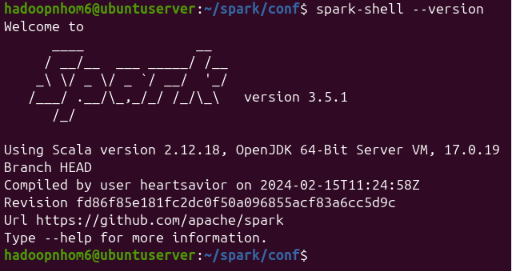 hadoopnhom6@ubuntuserver:~/spark/conf$ spark-shell --version
Welcome to
      ____              __
     / __/__  ___ _____/ /__
    _\ \/ _ \/ _ `/ __/  '_/
   /___/ .__/\_,_/_/ /_/\_\   version 3.5.1
      /_/

Using Scala version 2.12.18, OpenJDK 64-Bit Server VM, 17.0.19
Branch HEAD
Compiled by user heartsavior on 2024-02-15T11:24:58Z
Revision fd86f85e181fc2dc0f50a096855acf83a6cc5d9c
Url https://github.com/apache/spark
Type --help for more information.
hadoopnhom6@ubuntuserver:~/spark/conf$